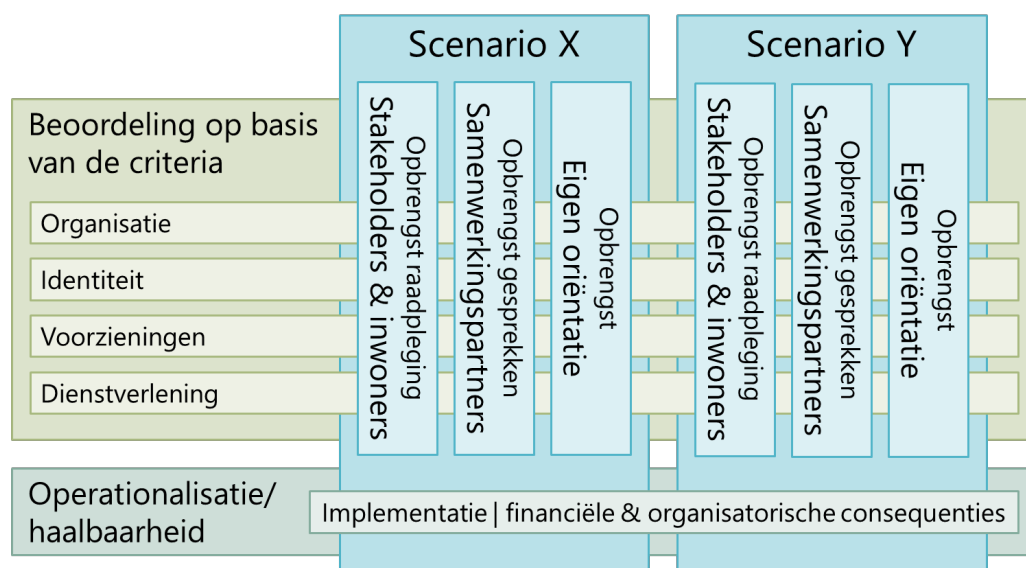 Scenario X
Scenario Y
Beoordeling op basis
van de criteria
Organisatie
Identiteit
Voorzieningen
Dienstverlening
Opbrengst raadpleging
Stakeholders & inwoners
Opbrengst gesprekken
Samenwerkingspartners
Opbrengst
Eigen oriëntatie
Opbrengst raadpleging
Stakeholders & inwoners
Opbrengst gesprekken
Samenwerkingspartners
Opbrengst
Eigen oriëntatie
Operationalisatie/
haalbaarheid
Implementatie | financiële & organisatorische consequenties